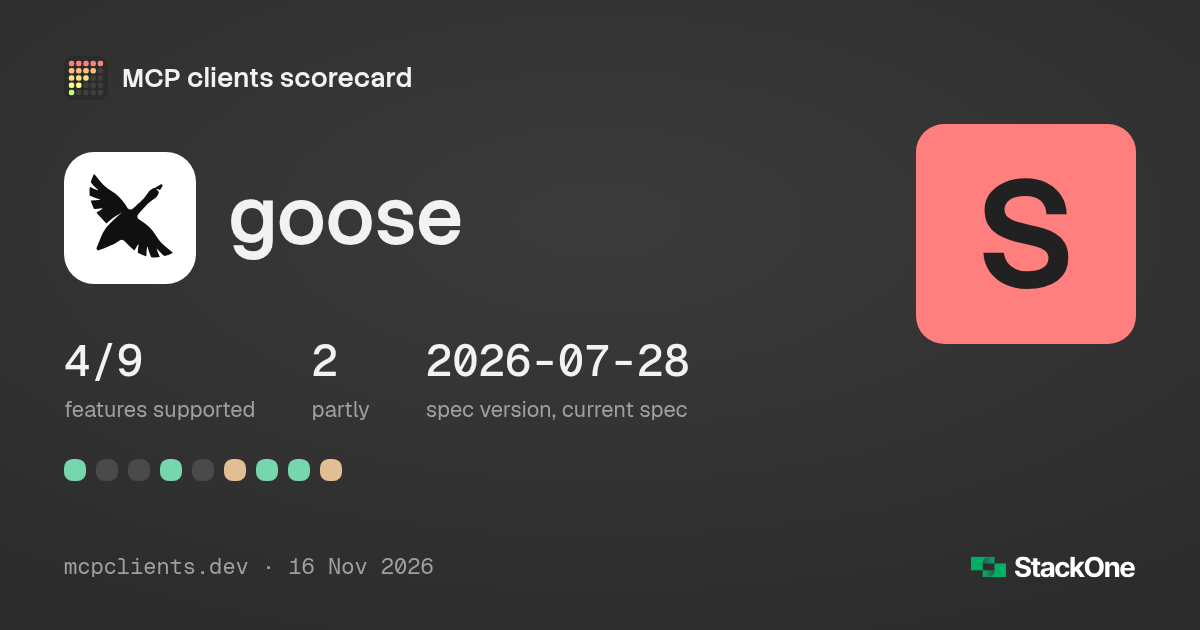 MCP clients scorecard
goose
S
4/9
features supported
2
partly
2026-07-28
spec version, current spec
mcpclients.dev · 16 Nov 2026
StackOne